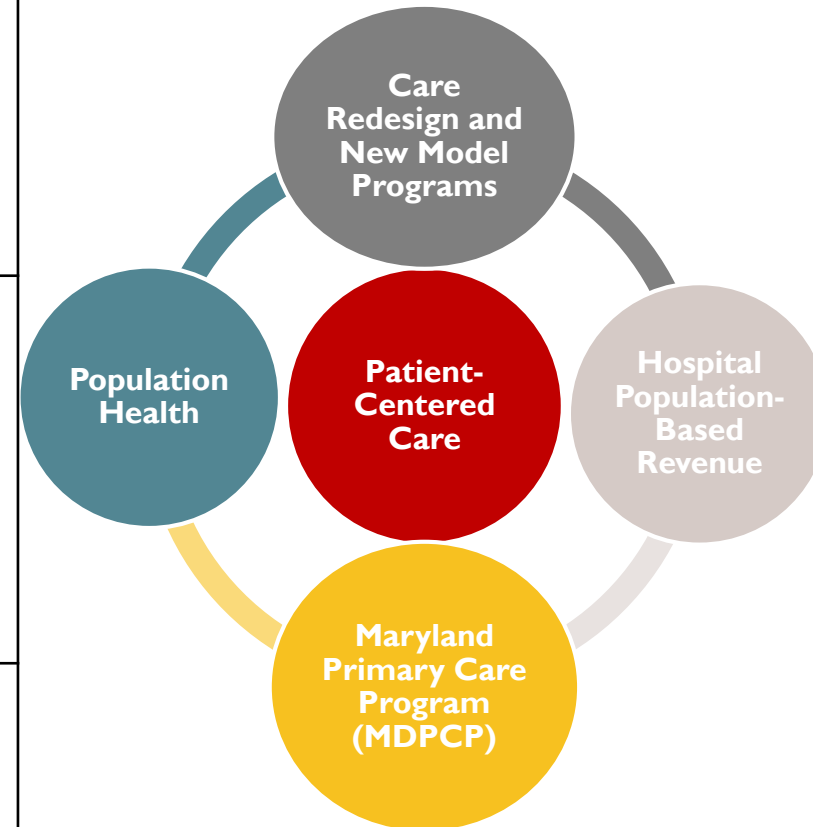 Care
Redesign and
New Model
Programs
Population
Health
Patient-
Centered
Care
Hospital
Population-
Based
Revenue
Maryland
Primary Care
Program
(MDPCP)